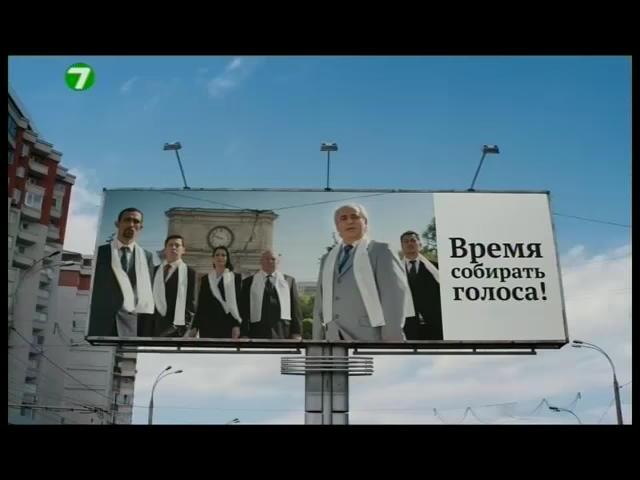 7
Время
собирать
голоса!